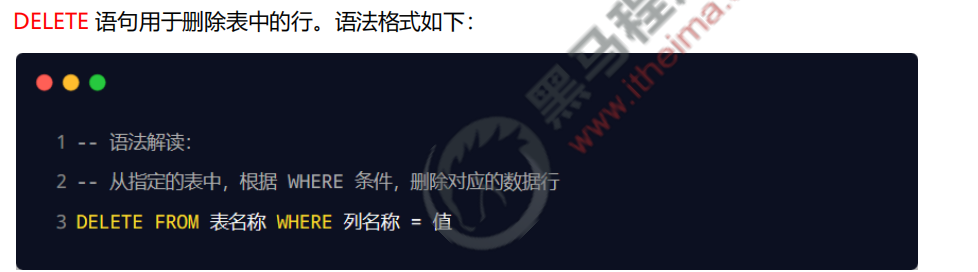 DELETE 语句用于删除表中的行。语法格式如下：
黑马程
www.itheima.
1 -- 语法解读：
2 -- 从指定的表中，根据 WHERE 条件，删除对应的数据行
3 DELETE FROM 表名称 WHERE 列名称 = 值